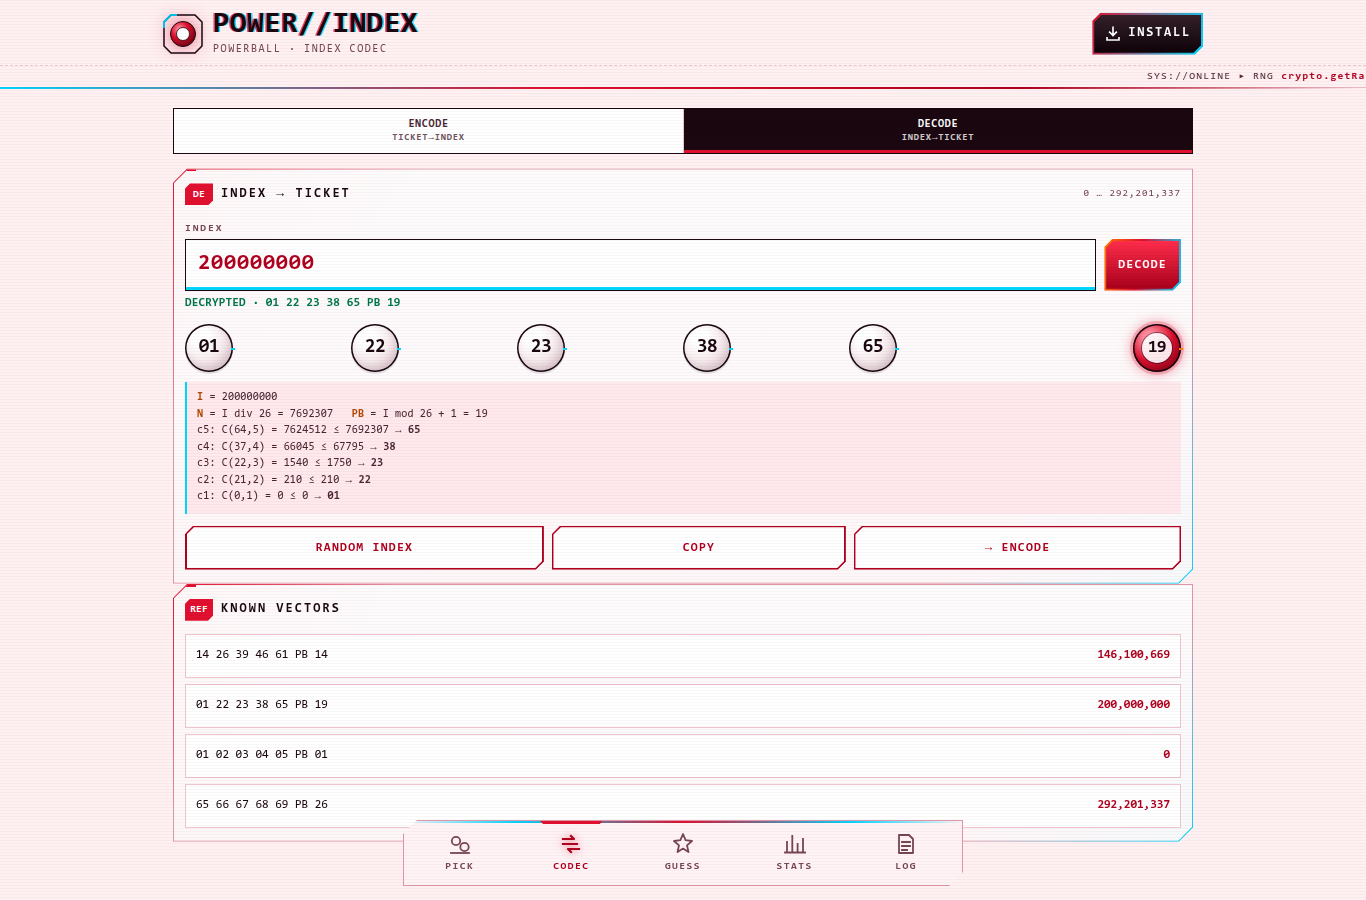 POWER//INDEX
POWERBALL · INDEX CODEC
INSTALL
SYS://ONLINE ▸ RNG crypto.getRa
ENCODE
TICKET→INDEX
DECODE
INDEX→TICKET
DE INDEX → TICKET
0 … 292,201,337
INDEX
200000000
DECODE
DECRYPTED · 01 22 23 38 65 PB 19
01 22 23 38 65 19
I = 200000000
N = I div 26 = 7692307 PB = I mod 26 + 1 = 19
c5: C(64,5) = 7624512 ≤ 7692307 → 65
c4: C(37,4) = 66045 ≤ 67795 → 38
c3: C(22,3) = 1540 ≤ 1750 → 23
c2: C(21,2) = 210 ≤ 210 → 22
c1: C(0,1) = 0 ≤ 0 → 01
RANDOM INDEX
COPY
→ ENCODE
REF KNOWN VECTORS
14 26 39 46 61 PB 14 146,100,669
01 22 23 38 65 PB 19 200,000,000
01 02 03 04 05 PB 01 0
65 66 67 68 69 PB 26 292,201,337
PICK
CODEC
GUESS
STATS
LOG